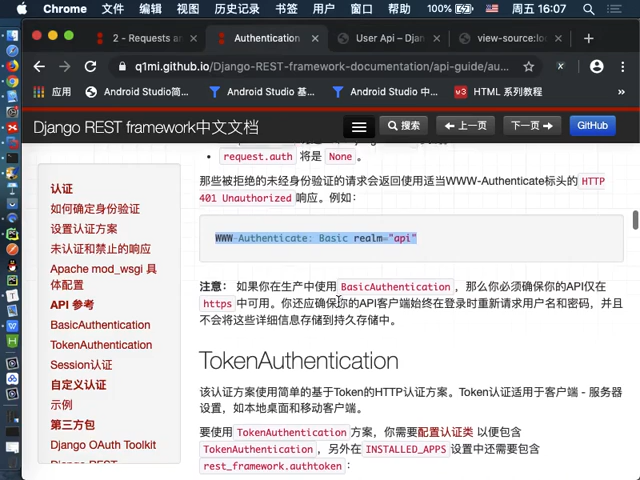 Chrome 文件 编辑 视图 历史记录 书签 用户 窗口 帮助 100% 周五 16:07
2 - Requests a Authentication User Api – Dja view-source:loc
q1mi.github.io/Django-REST-framework-documentation/api-guide/au...
应用 Android Studio简... Android Studio 基... Android Studio 中... HTML 系列教程
Django REST framework中文文档 搜索 上一页 下一页 GitHub
request.auth 将是 None 。
那些被拒绝的未经身份验证的请求会返回使用适当WWW-Authenticate标头的 HTTP
401 Unauthorized 响应。例如：
WWW-Authenticate: Basic realm="api"
注意： 如果你在生产中使用 BasicAuthentication ，那么你必须确保你的API仅在
https 中可用。你还应确保你的API客户端始终在登录时重新请求用户名和密码，并且
不会将这些详细信息存储到持久存储中。
TokenAuthentication
该认证方案使用简单的基于Token的HTTP认证方案。Token认证适用于客户端 - 服务器
设置，如本地桌面和移动客户端。
要使用 TokenAuthentication 方案，你需要配置认证类 以便包含
TokenAuthentication ，另外在 INSTALLED_APPS 设置中还需要包含
rest_framework.authtoken ：
认证
如何确定身份验证
设置认证方案
未认证和禁止的响应
Apache mod_wsgi 具
体配置
API 参考
BasicAuthentication
TokenAuthentication
Session认证
自定义认证
示例
第三方包
Django OAuth Toolkit
Django REST